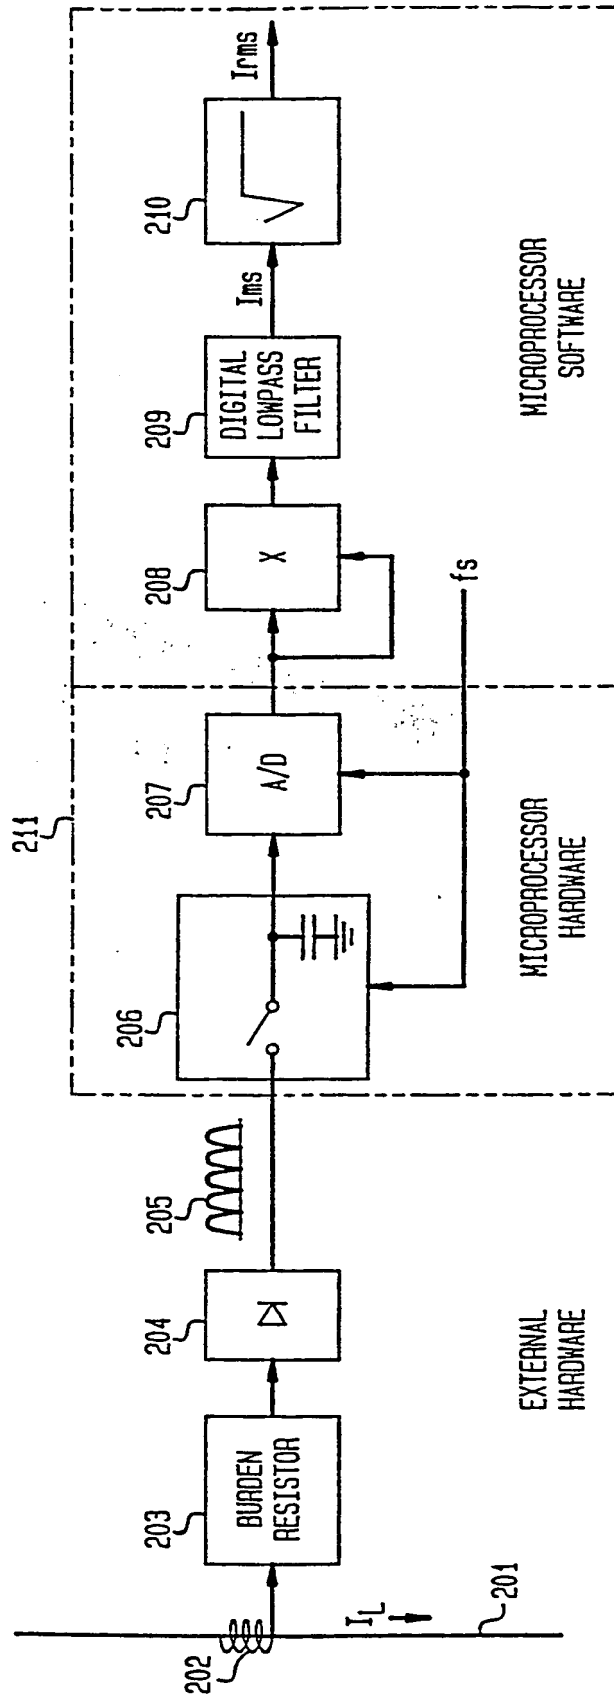 211
202
203
204
205
206
207
208
209
210
BURDEN
RESISTOR
A/D
X
DIGITAL
LOWPASS
FILTER
Ims
Irms
IL
201
fs
EXTERNAL
HARDWARE
MICROPROCESSOR
HARDWARE
MICROPROCESSOR
SOFTWARE